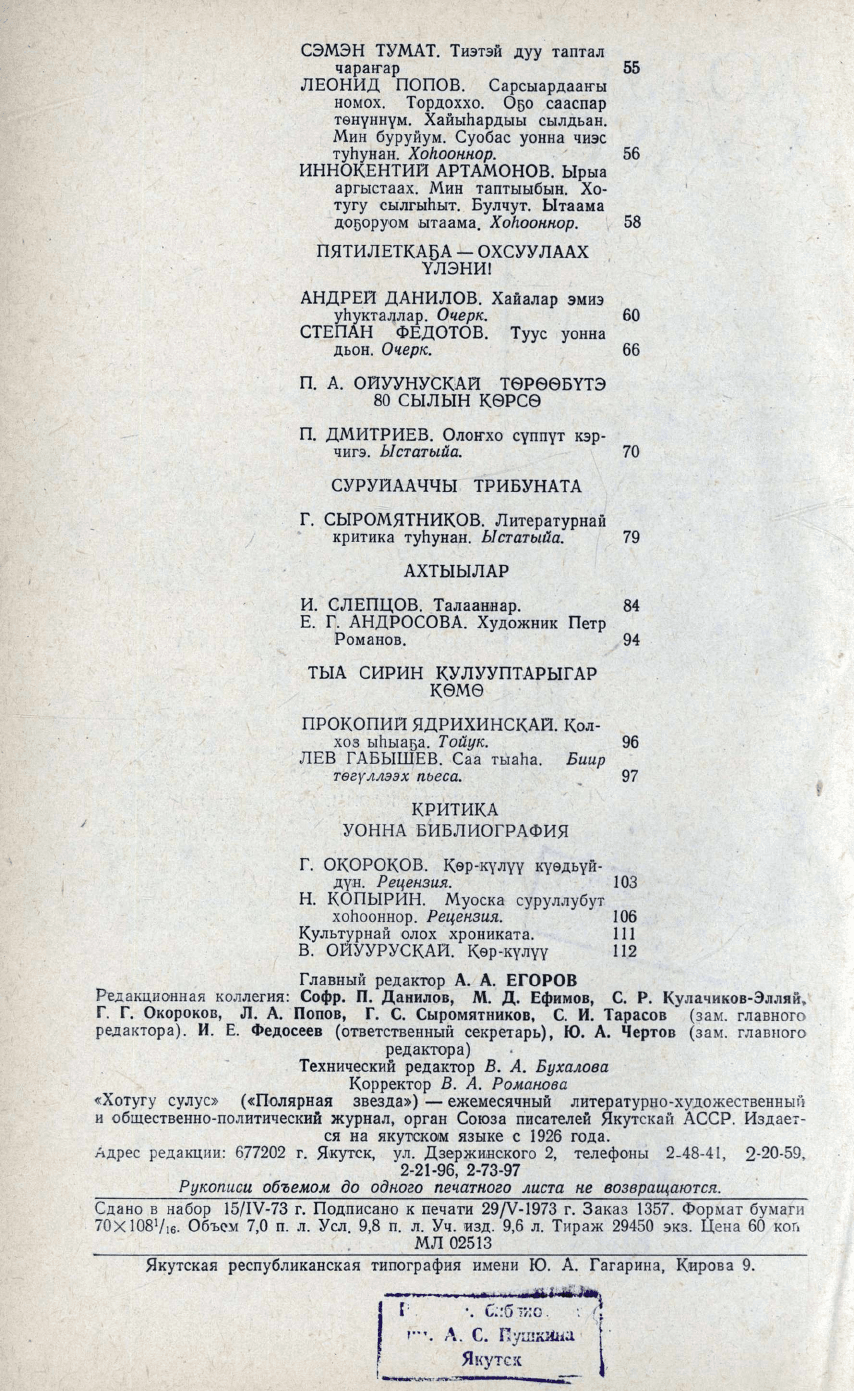 СЭМЭН ТУМАТ. Тиэтэй дуу таптал
чараҥар 55
ЛЕОНИД ПОПОВ. Сарсыардааҥы
номох. Тордоххо. Оҕо сааспар
төнүннүм. Хайыһардыы сылдьан.
Мин буруйум. Суобас уонна чиэс
туһунан. Хоһооннор. 56
ИННОКЕНТИЙ АРТАМОНОВ. Ырыа
аргыстаах. Мин таптыыбын. Хо-
тугу сылгыһыт. Булчут. Ытаама
доҕоруом ытаама. Хоһооннор. 58
ПЯТИЛЕТКАҔА — ОХСУУЛААХ
ҮЛЭНИ!
АНДРЕЙ ДАНИЛОВ. Хайалар эмиэ
уһукталлар. Очерк. 60
СТЕПАН ФЕДОТОВ. Туус уонна
дьон. Очерк. 66
П. А. ОЙУУНУСКАЙ ТӨРӨӨБҮТЭ
80 СЫЛЫН КӨРСӨ
П. ДМИТРИЕВ. Олоҥхо сүппүт кэр-
чигэ. Ыстатыйа. 70
СУРУЙААЧЧЫ ТРИБУНАТА
Г. СЫРОМЯТНИКОВ. Литературнай
критика туһунан. Ыстатыйа. 79
АХТЫЫЛАР
И. СЛЕПЦОВ. Талааннар. 84
Е. Г. АНДРОСОВА. Художник Петр
Романов. 94
ТЫА СИРИН КУЛУУПТАРЫГАР
КӨМӨ
ПРОКОПИЙ ЯДРИХИНСКАЙ. Кол-
хоз ыһыаҕа. Тойук. 96
ЛЕВ ГАБЫШЕВ. Саа тыаһа. Биир
төгүллээх пьеса. 97
КРИТИКА
УОННА БИБЛИОГРАФИЯ
Г. ОКОРОКОВ. Көр-күлүү күөдьүй-
дүн. Рецензия. 103
Н. КОПЫРИН. Муоска суруллубут
хоһооннор. Рецензия. 106
Культурнай олох хрониката. 111
В. ОЙУУРУСКАЙ. Көр-күлүү 112
Главный редактор А. А. ЕГОРОВ
Редакционная коллегия: Софр. П. Данилов, М. Д. Ефимов, С. Р. Кулачиков-Элляй,
Г. Г. Окороков, Л. А. Попов, Г. С. Сыромятников, С. И. Тарасов (зам. главного
редактора). И. Е. Федосеев (ответственный секретарь), Ю. А. Чертов (зам. главного
редактора)
Технический редактор В. А. Бухалова
Корректор В. А. Романова
«Хотугу сулус» («Полярная звезда») — ежемесячный литературно-художественный
и общественно-политический журнал, орган Союза писателей Якутскай АССР. Издает-
ся на якутском языке с 1926 года.
Адрес редакции: 677202 г. Якутск, ул. Дзержинского 2, телефоны 2-48-41, 2-20-59,
2-21-96, 2-73-97
Рукописи объемом до одного печатного листа не возвращаются.
Сдано в набор 15/IV-73 г. Подписано к печати 29/V-1973 г. Заказ 1357. Формат бумаги
70×108¹/₁₆. Объем 7,0 п. л. Усл. 9,8 п. л. Уч. изд. 9,6 л. Тираж 29450 экз. Цена 60 коп
МЛ 02513
Якутская республиканская типография имени Ю. А. Гагарина, Кирова 9.
А. С. Пушкина
Якутск